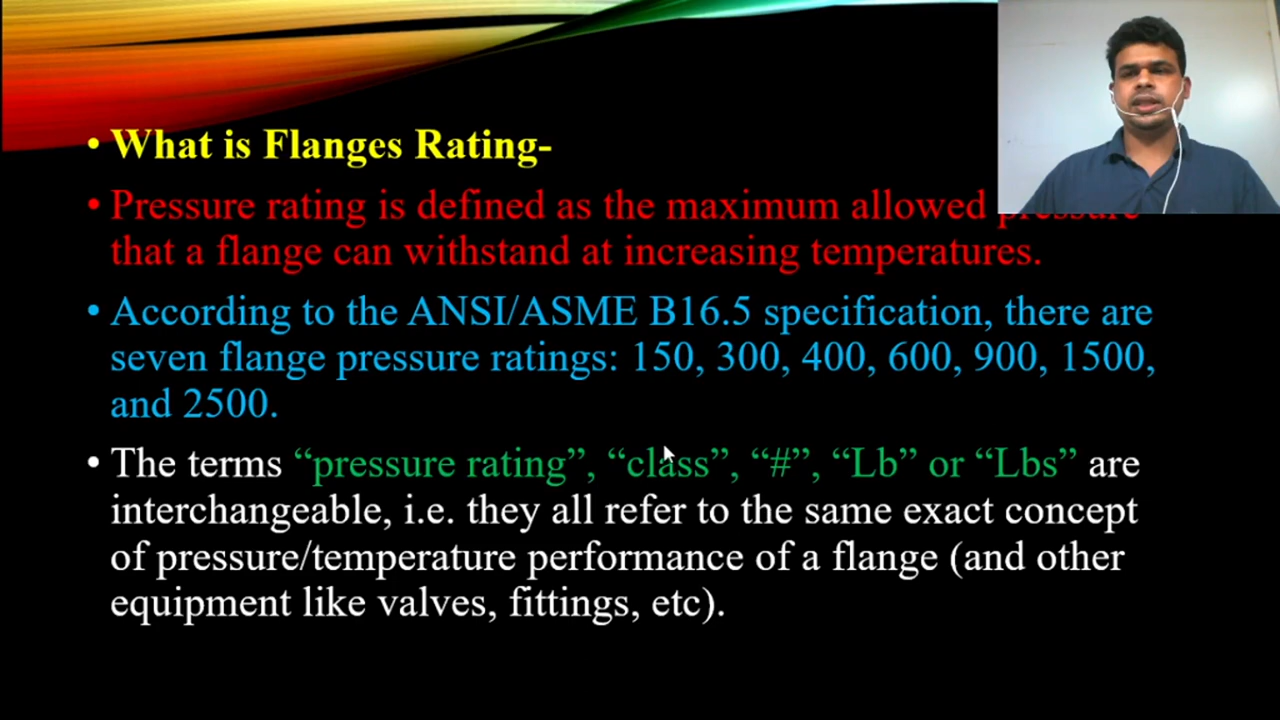 • What is Flanges Rating-
• Pressure rating is defined as the maximum allowed pressure
that a flange can withstand at increasing temperatures.
• According to the ANSI/ASME B16.5 specification, there are
seven flange pressure ratings: 150, 300, 400, 600, 900, 1500,
and 2500.
• The terms “pressure rating”, “class”, “#”, “Lb” or “Lbs” are
interchangeable, i.e. they all refer to the same exact concept
of pressure/temperature performance of a flange (and other
equipment like valves, fittings, etc).